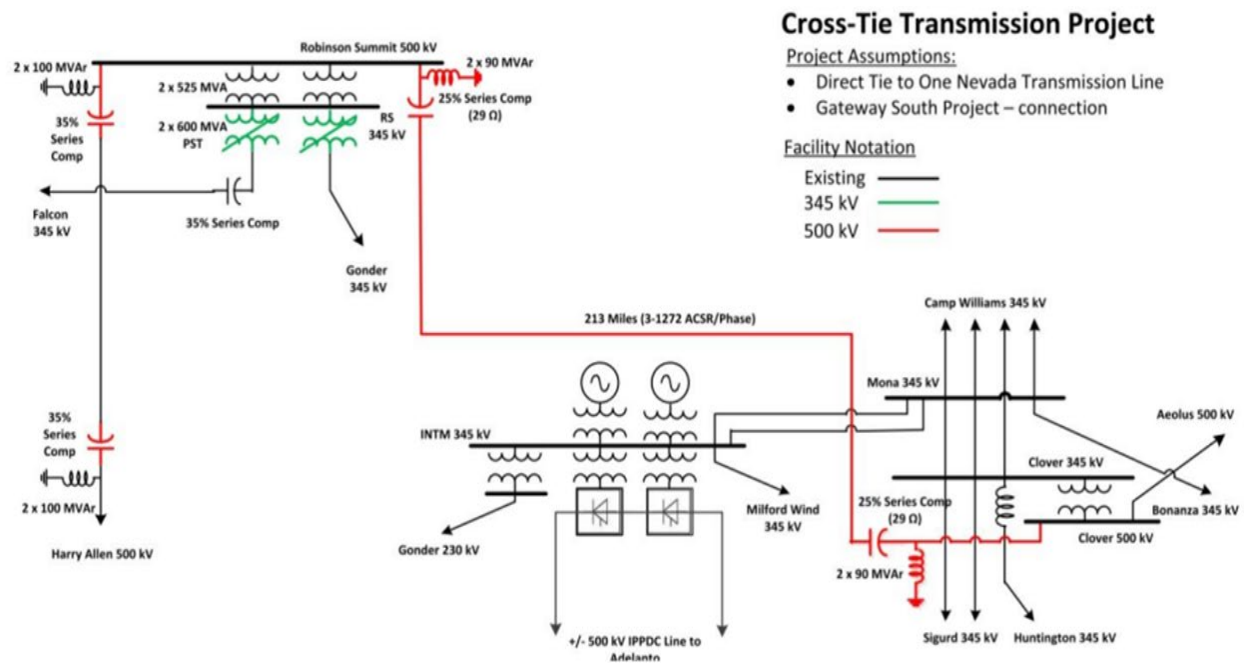 Cross-Tie Transmission Project
Project Assumptions:
• Direct Tie to One Nevada Transmission Line
• Gateway South Project – connection
Facility Notation
Existing
345 kV
500 kV
Robinson Summit 500 kV
2 x 100 MVAr
2 x 525 MVA
2 x 90 MVAr
25% Series Comp
(29 Ω)
35%
Series
Comp
2 x 600 MVA
PST
RS
345 kV
Falcon
345 kV
35% Series Comp
Gonder
345 kV
213 Miles (3-1272 ACSR/Phase)
Camp Williams 345 kV
Mona 345 kV
35%
Series
Comp
INTM 345 kV
Aeolus 500 kV
Clover 345 kV
2 x 100 MVAr
Harry Allen 500 kV
Gonder 230 kV
Milford Wind
345 kV
25% Series Comp
(29 Ω)
Bonanza 345 kV
Clover 500 kV
2 x 90 MVAr
+/- 500 kV IPPDC Line to
Adelanto
Sigurd 345 kV
Huntington 345 kV